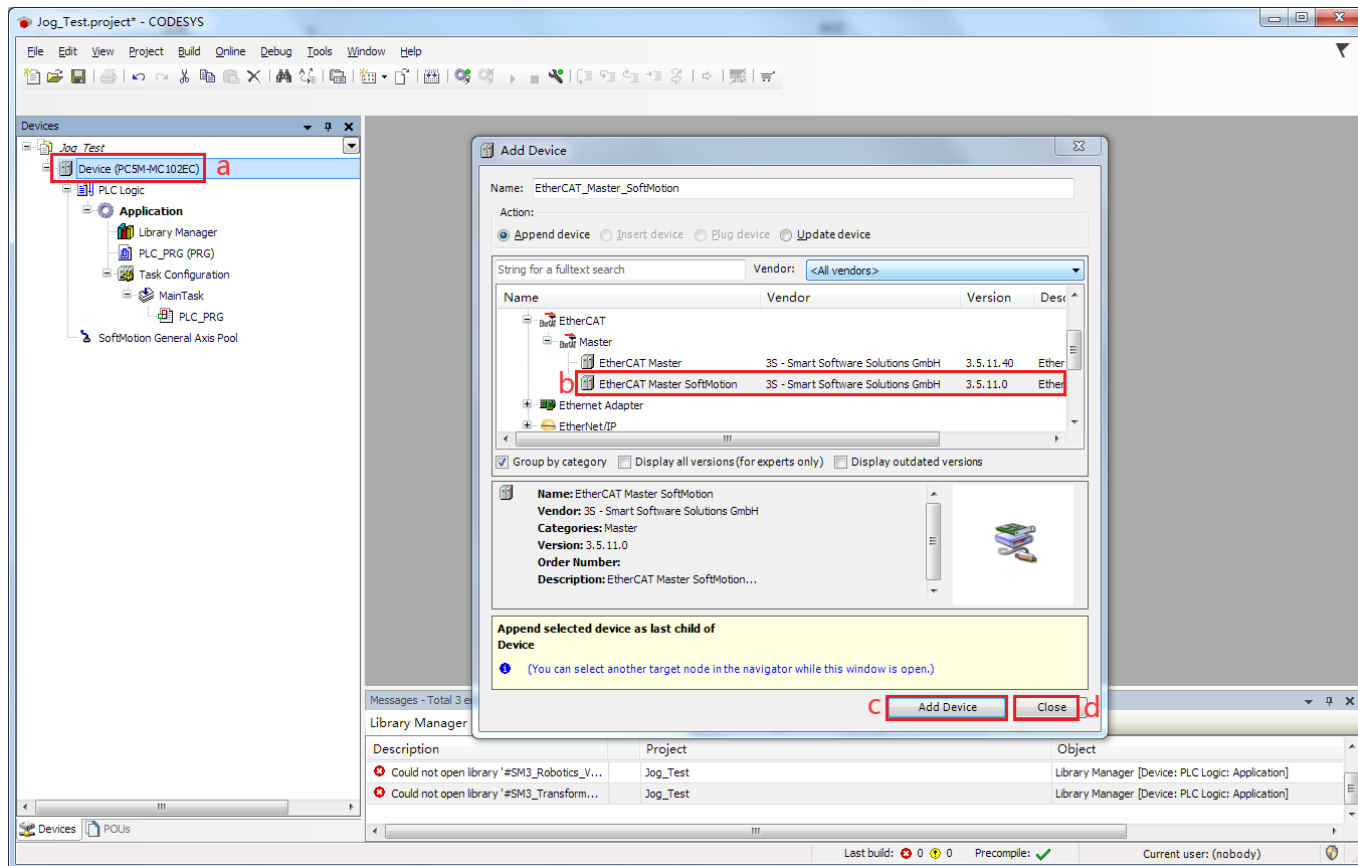 Jog_Test.project* - CODESYS
File Edit View Project Build Online Debug Tools Window Help
Devices
Jog_Test
Device (PC5M-MC102EC)
a
PLC Logic
Application
Library Manager
PLC_PRG (PRG)
Task Configuration
MainTask
PLC_PRG
SoftMotion General Axis Pool
Devices
POUs
Add Device
Name: EtherCAT_Master_SoftMotion
Action:
Append device Insert device Plug device Update device
String for a fulltext search Vendor: <All vendors>
Name Vendor Version Desc
EtherCAT
Master
EtherCAT Master 3S - Smart Software Solutions GmbH 3.5.11.40 Ether
b EtherCAT Master SoftMotion 3S - Smart Software Solutions GmbH 3.5.11.0 Ether
Ethernet Adapter
EtherNet/IP
Group by category Display all versions (for experts only) Display outdated versions
Name: EtherCAT Master SoftMotion
Vendor: 3S - Smart Software Solutions GmbH
Categories: Master
Version: 3.5.11.0
Order Number:
Description: EtherCAT Master SoftMotion...
Append selected device as last child of
Device
(You can select another target node in the navigator while this window is open.)
c Add Device Close d
Messages - Total 3
Library Manager
Description Project Object
Could not open library '#SM3_Robotics_V... Jog_Test Library Manager [Device: PLC Logic: Application]
Could not open library '#SM3_Transform... Jog_Test Library Manager [Device: PLC Logic: Application]
Last build: 0 0 Precompile: Current user: (nobody)